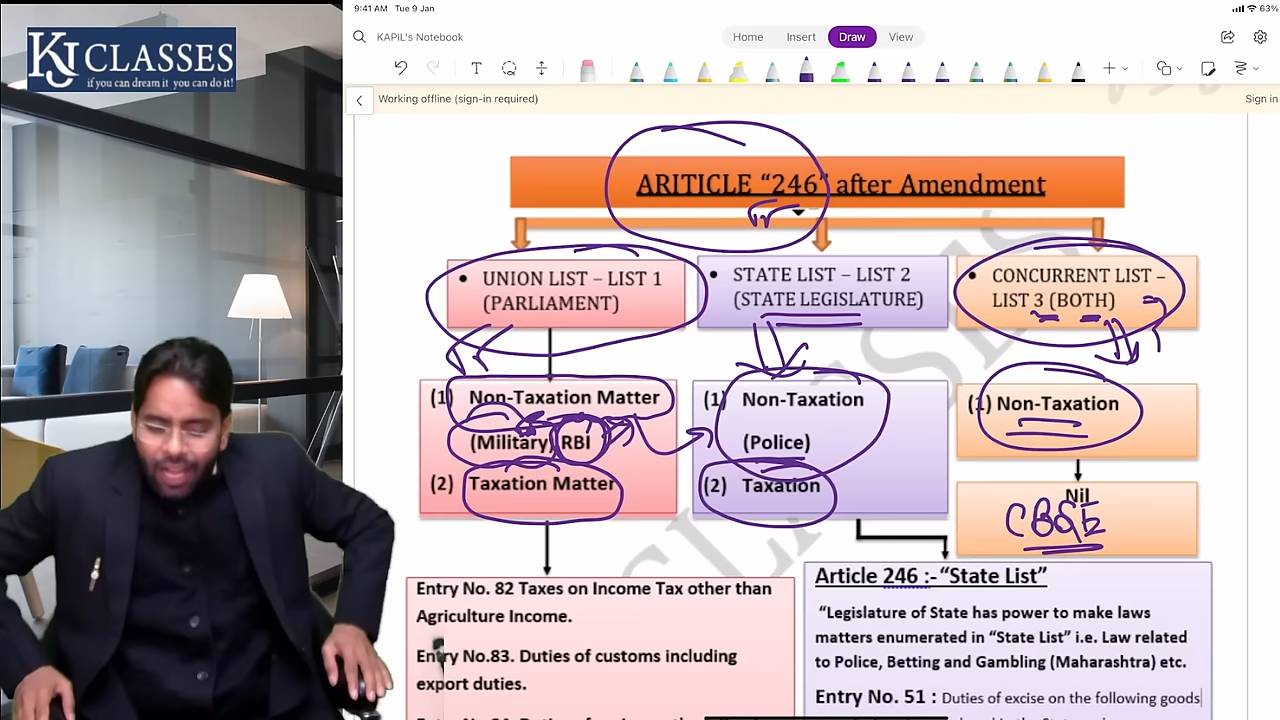 9:41 AM Tue 9 Jan
63%
KJ CLASSES
if you can dream it you can do it!
KAPIL's Notebook
Home Insert Draw View
Working offline (sign-in required)
Sign in
ARITICLE “246” after Amendment
• UNION LIST – LIST 1
(PARLIAMENT)
• STATE LIST – LIST 2
(STATE LEGISLATURE)
• CONCURRENT LIST –
LIST 3 (BOTH)
(1) Non-Taxation Matter
(Military) RBI
(2) Taxation Matter
(1) Non-Taxation
(Police)
(2) Taxation
(1) Non-Taxation
Nil
CBSE
Entry No. 82 Taxes on Income Tax other than
Agriculture Income.
Entry No.83. Duties of customs including
export duties.
Article 246 :- “State List”
“Legislature of State has power to make laws
matters enumerated in “State List” i.e. Law related
to Police, Betting and Gambling (Maharashtra) etc.
Entry No. 51 : Duties of excise on the following goods
CLASSES